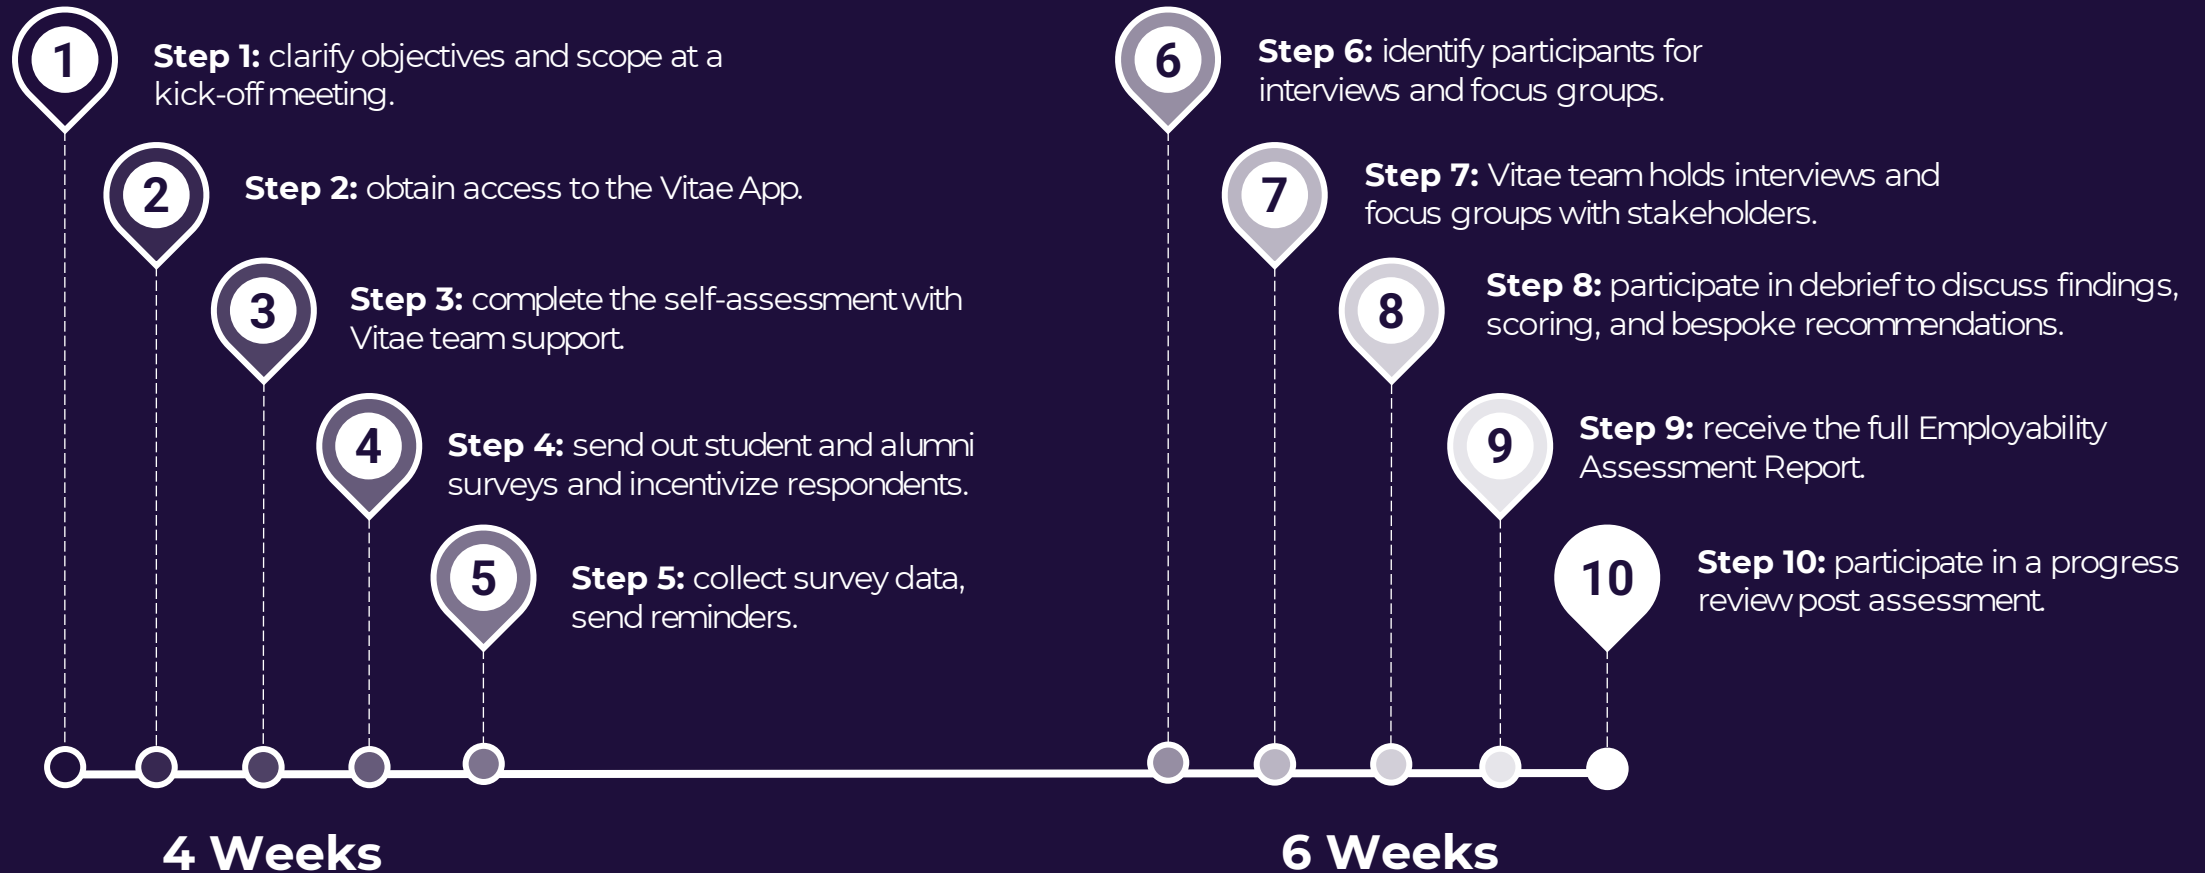 1
Step 1: clarify objectives and scope at a
kick-off meeting.
2
Step 2: obtain access to the Vitae App.
3
Step 3: complete the self-assessment with
Vitae team support.
4
Step 4: send out student and alumni
surveys and incentivize respondents.
5
Step 5: collect survey data,
send reminders.
4 Weeks
6
Step 6: identify participants for
interviews and focus groups.
7
Step 7: Vitae team holds interviews and
focus groups with stakeholders.
8
Step 8: participate in debrief to discuss findings,
scoring, and bespoke recommendations.
9
Step 9: receive the full Employability
Assessment Report.
10
Step 10: participate in a progress
review post assessment.
6 Weeks